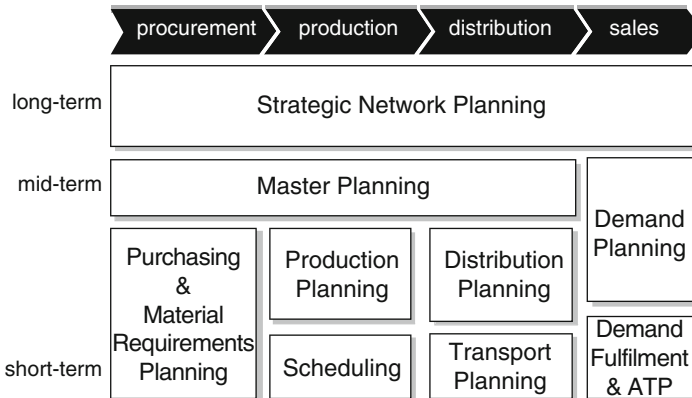 procurement production distribution sales
long-term
Strategic Network Planning
mid-term
Master Planning
Demand
Planning
Purchasing
&
Material
Requirements
Planning
Production
Planning
Distribution
Planning
short-term
Scheduling
Transport
Planning
Demand
Fulfilment
& ATP